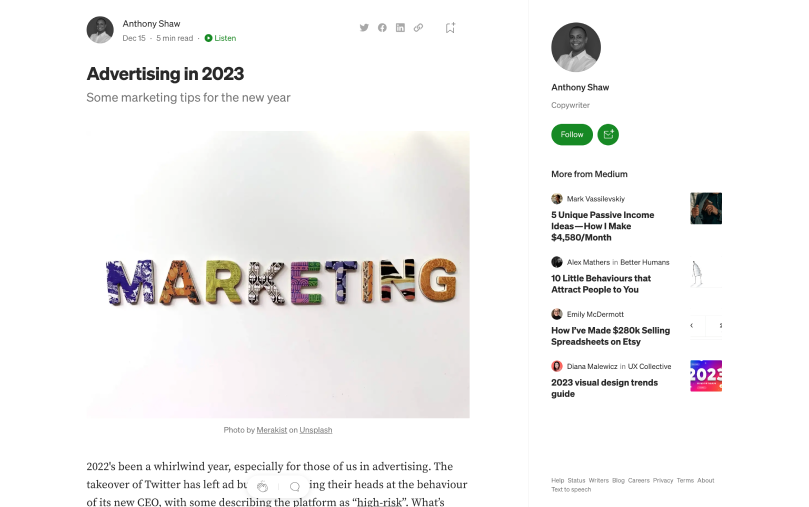 Anthony Shaw
Dec 15 · 5 min read · Listen
Advertising in 2023
Some marketing tips for the new year
MARKETING
Photo by Merakist on Unsplash
2022's been a whirlwind year, especially for those of us in advertising. The
takeover of Twitter has left ad bu ing their heads at the behaviour
of its new CEO, with some describing the platform as “high-risk”. What’s
Anthony Shaw
Copywriter
Follow
More from Medium
Mark Vassilevskiy
5 Unique Passive Income
Ideas — How I Make
$4,580/Month
Alex Mathers in Better Humans
10 Little Behaviours that
Attract People to You
Emily McDermott
How I've Made $280k Selling
Spreadsheets on Etsy
Diana Malewicz in UX Collective
2023 visual design trends
guide
2023
Help Status Writers Blog Careers Privacy Terms About
Text to speech